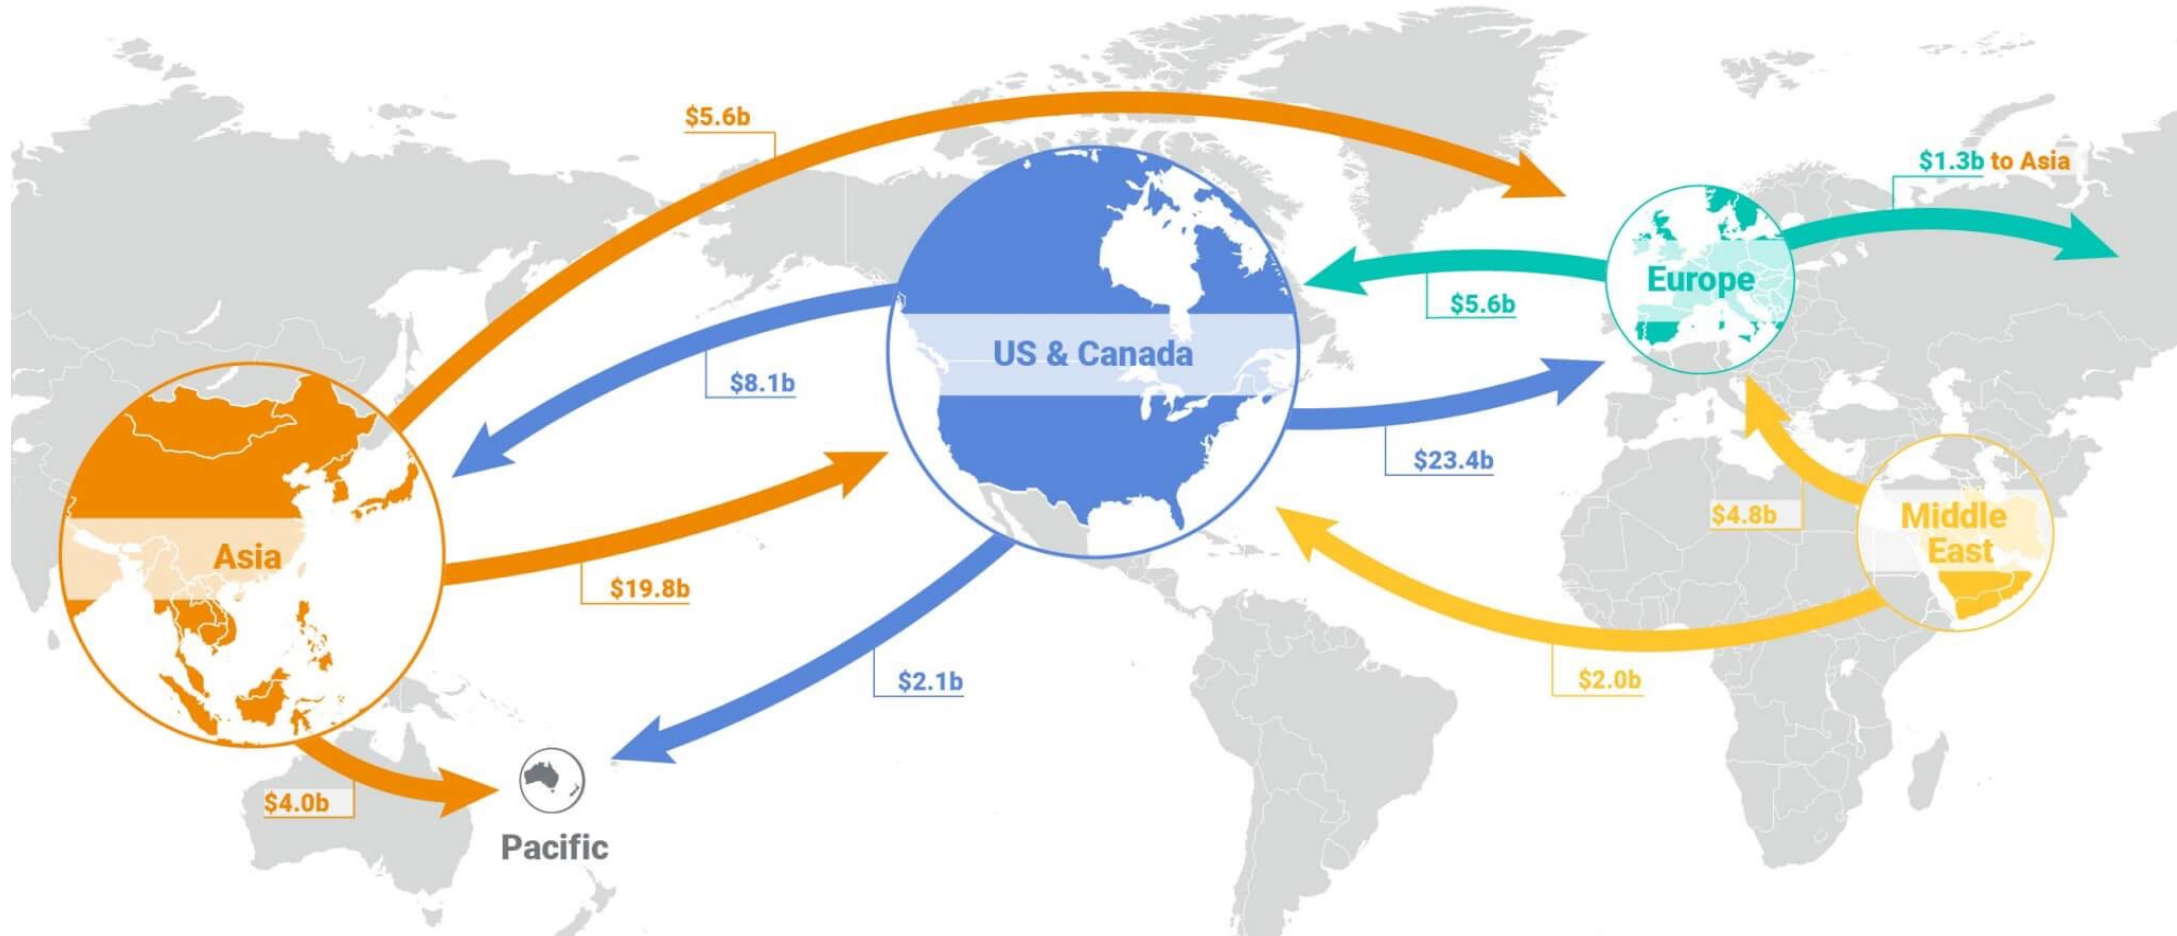 $5.6b
$1.3b to Asia
Europe
$5.6b
US & Canada
$8.1b
$23.4b
Middle
East
$4.8b
Asia
$19.8b
$2.1b
$2.0b
$4.0b
Pacific